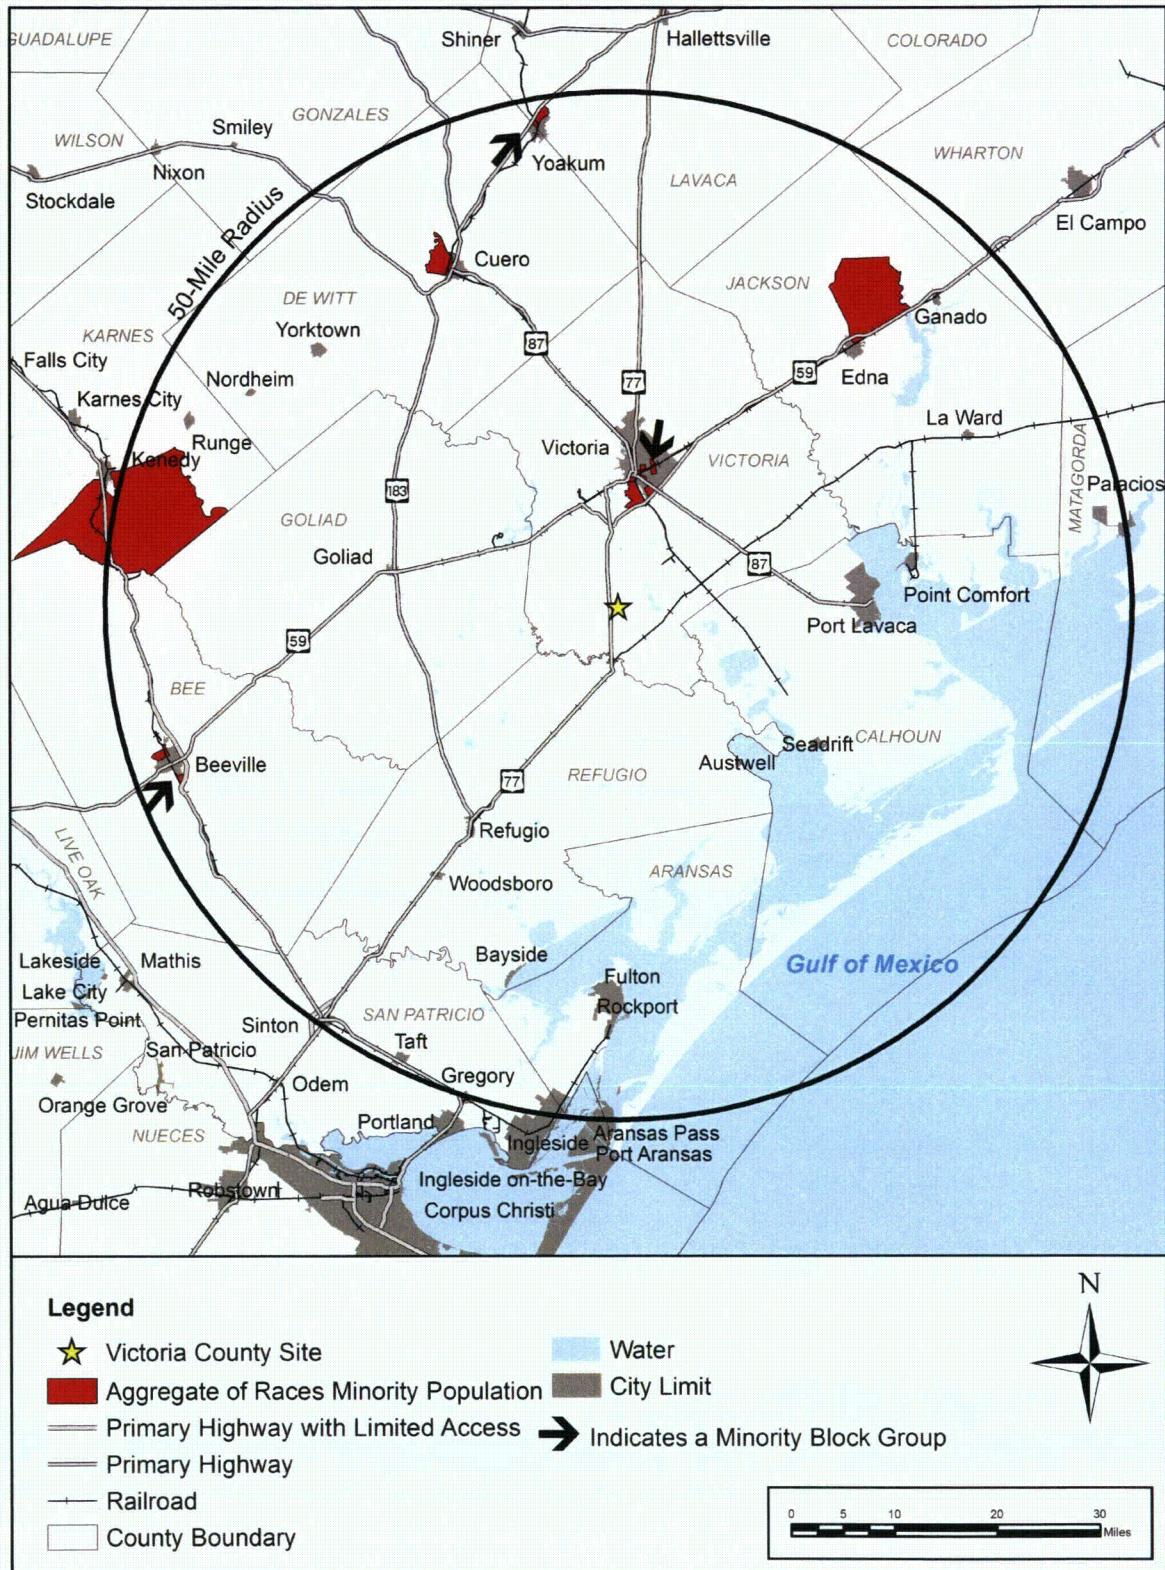 GUADALUPE
Shiner
Hallettsville
COLORADO
WILSON
Smiley
GONZALES
Nixon
Yoakum
WHARTON
LAVACA
Stockdale
El Campo
50-Mile Radius
Cuero
JACKSON
DE WITT
Yorktown
KARNES
Ganado
87
Falls City
59
Edna
Nordheim
77
Karnes City
La Ward
Runge
Victoria
VICTORIA
Kenedy
MATAGORDA
Palacios
183
GOLIAD
Goliad
87
Point Comfort
Port Lavaca
59
BEE
Seadrift
CALHOUN
Beeville
Austwell
REFUGIO
77
Refugio
LIVE OAK
ARANSAS
Woodsboro
Bayside
Lakeside
Mathis
Gulf of Mexico
Fulton
Lake City
Rockport
Pernitas Point
SAN PATRICIO
Sinton
San Patricio
Taft
JIM WELLS
Gregory
Odem
Orange Grove
Portland
NUECES
Ingleside
Aransas Pass
Port Aransas
Ingleside on-the-Bay
Robstown
Agua Dulce
Corpus Christi
Legend
N
Victoria County Site
Water
Aggregate of Races Minority Population
City Limit
Primary Highway with Limited Access
Indicates a Minority Block Group
Primary Highway
Railroad
County Boundary
0 5 10 20 30
Miles